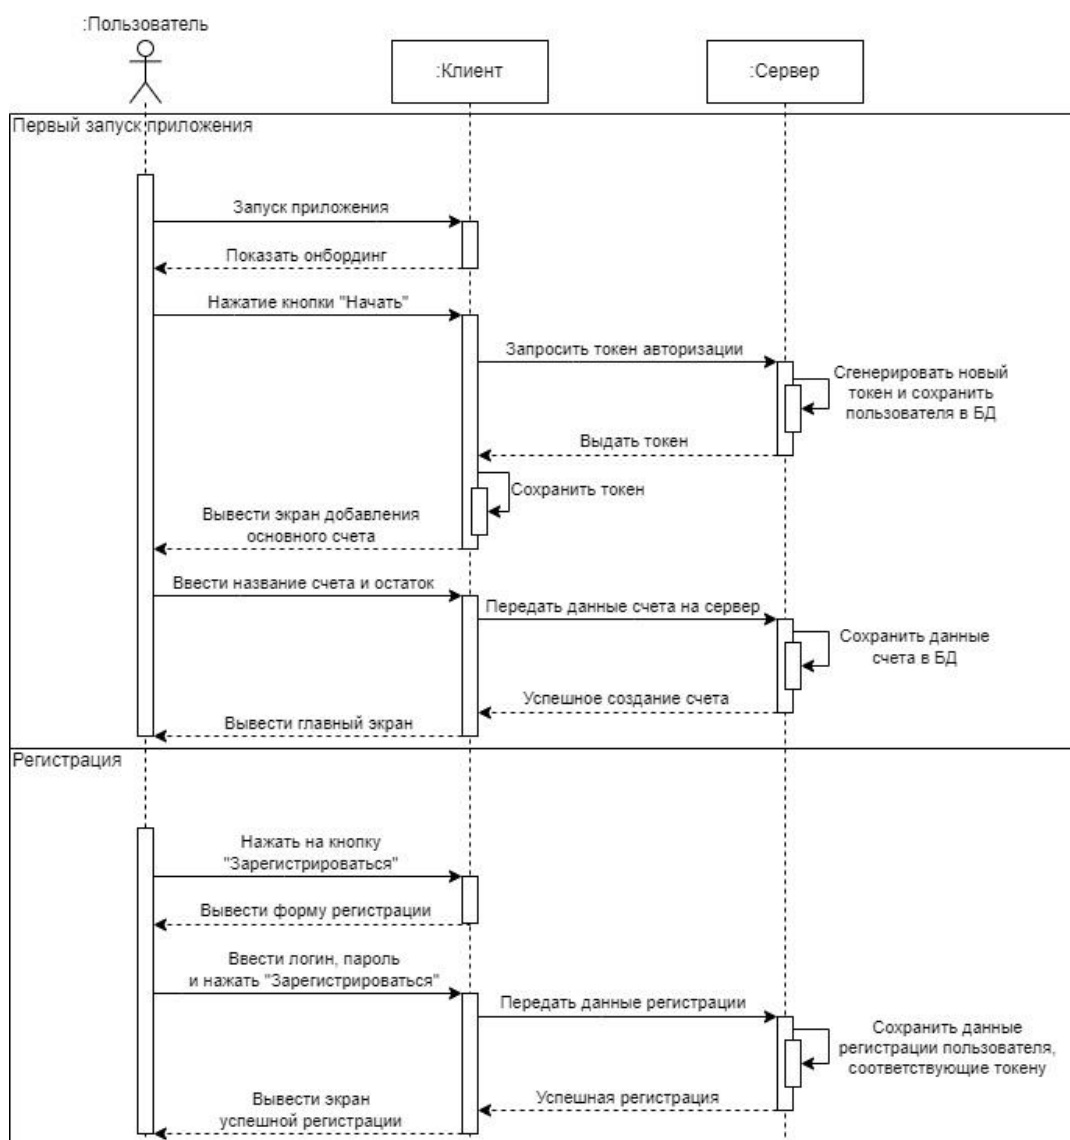 :Пользователь
:Клиент
:Сервер
Первый запуск приложения
Запуск приложения
Показать онбординг
Нажатие кнопки "Начать"
Запросить токен авторизации
Сгенерировать новый
токен и сохранить
пользователя в БД
Выдать токен
Сохранить токен
Вывести экран добавления
основного счета
Ввести название счета и остаток
Передать данные счета на сервер
Сохранить данные
счета в БД
Успешное создание счета
Вывести главный экран
Регистрация
Нажать на кнопку
"Зарегистрироваться"
Вывести форму регистрации
Ввести логин, пароль
и нажать "Зарегистрироваться"
Передать данные регистрации
Сохранить данные
регистрации пользователя,
соответствующие токену
Успешная регистрация
Вывести экран
успешной регистрации